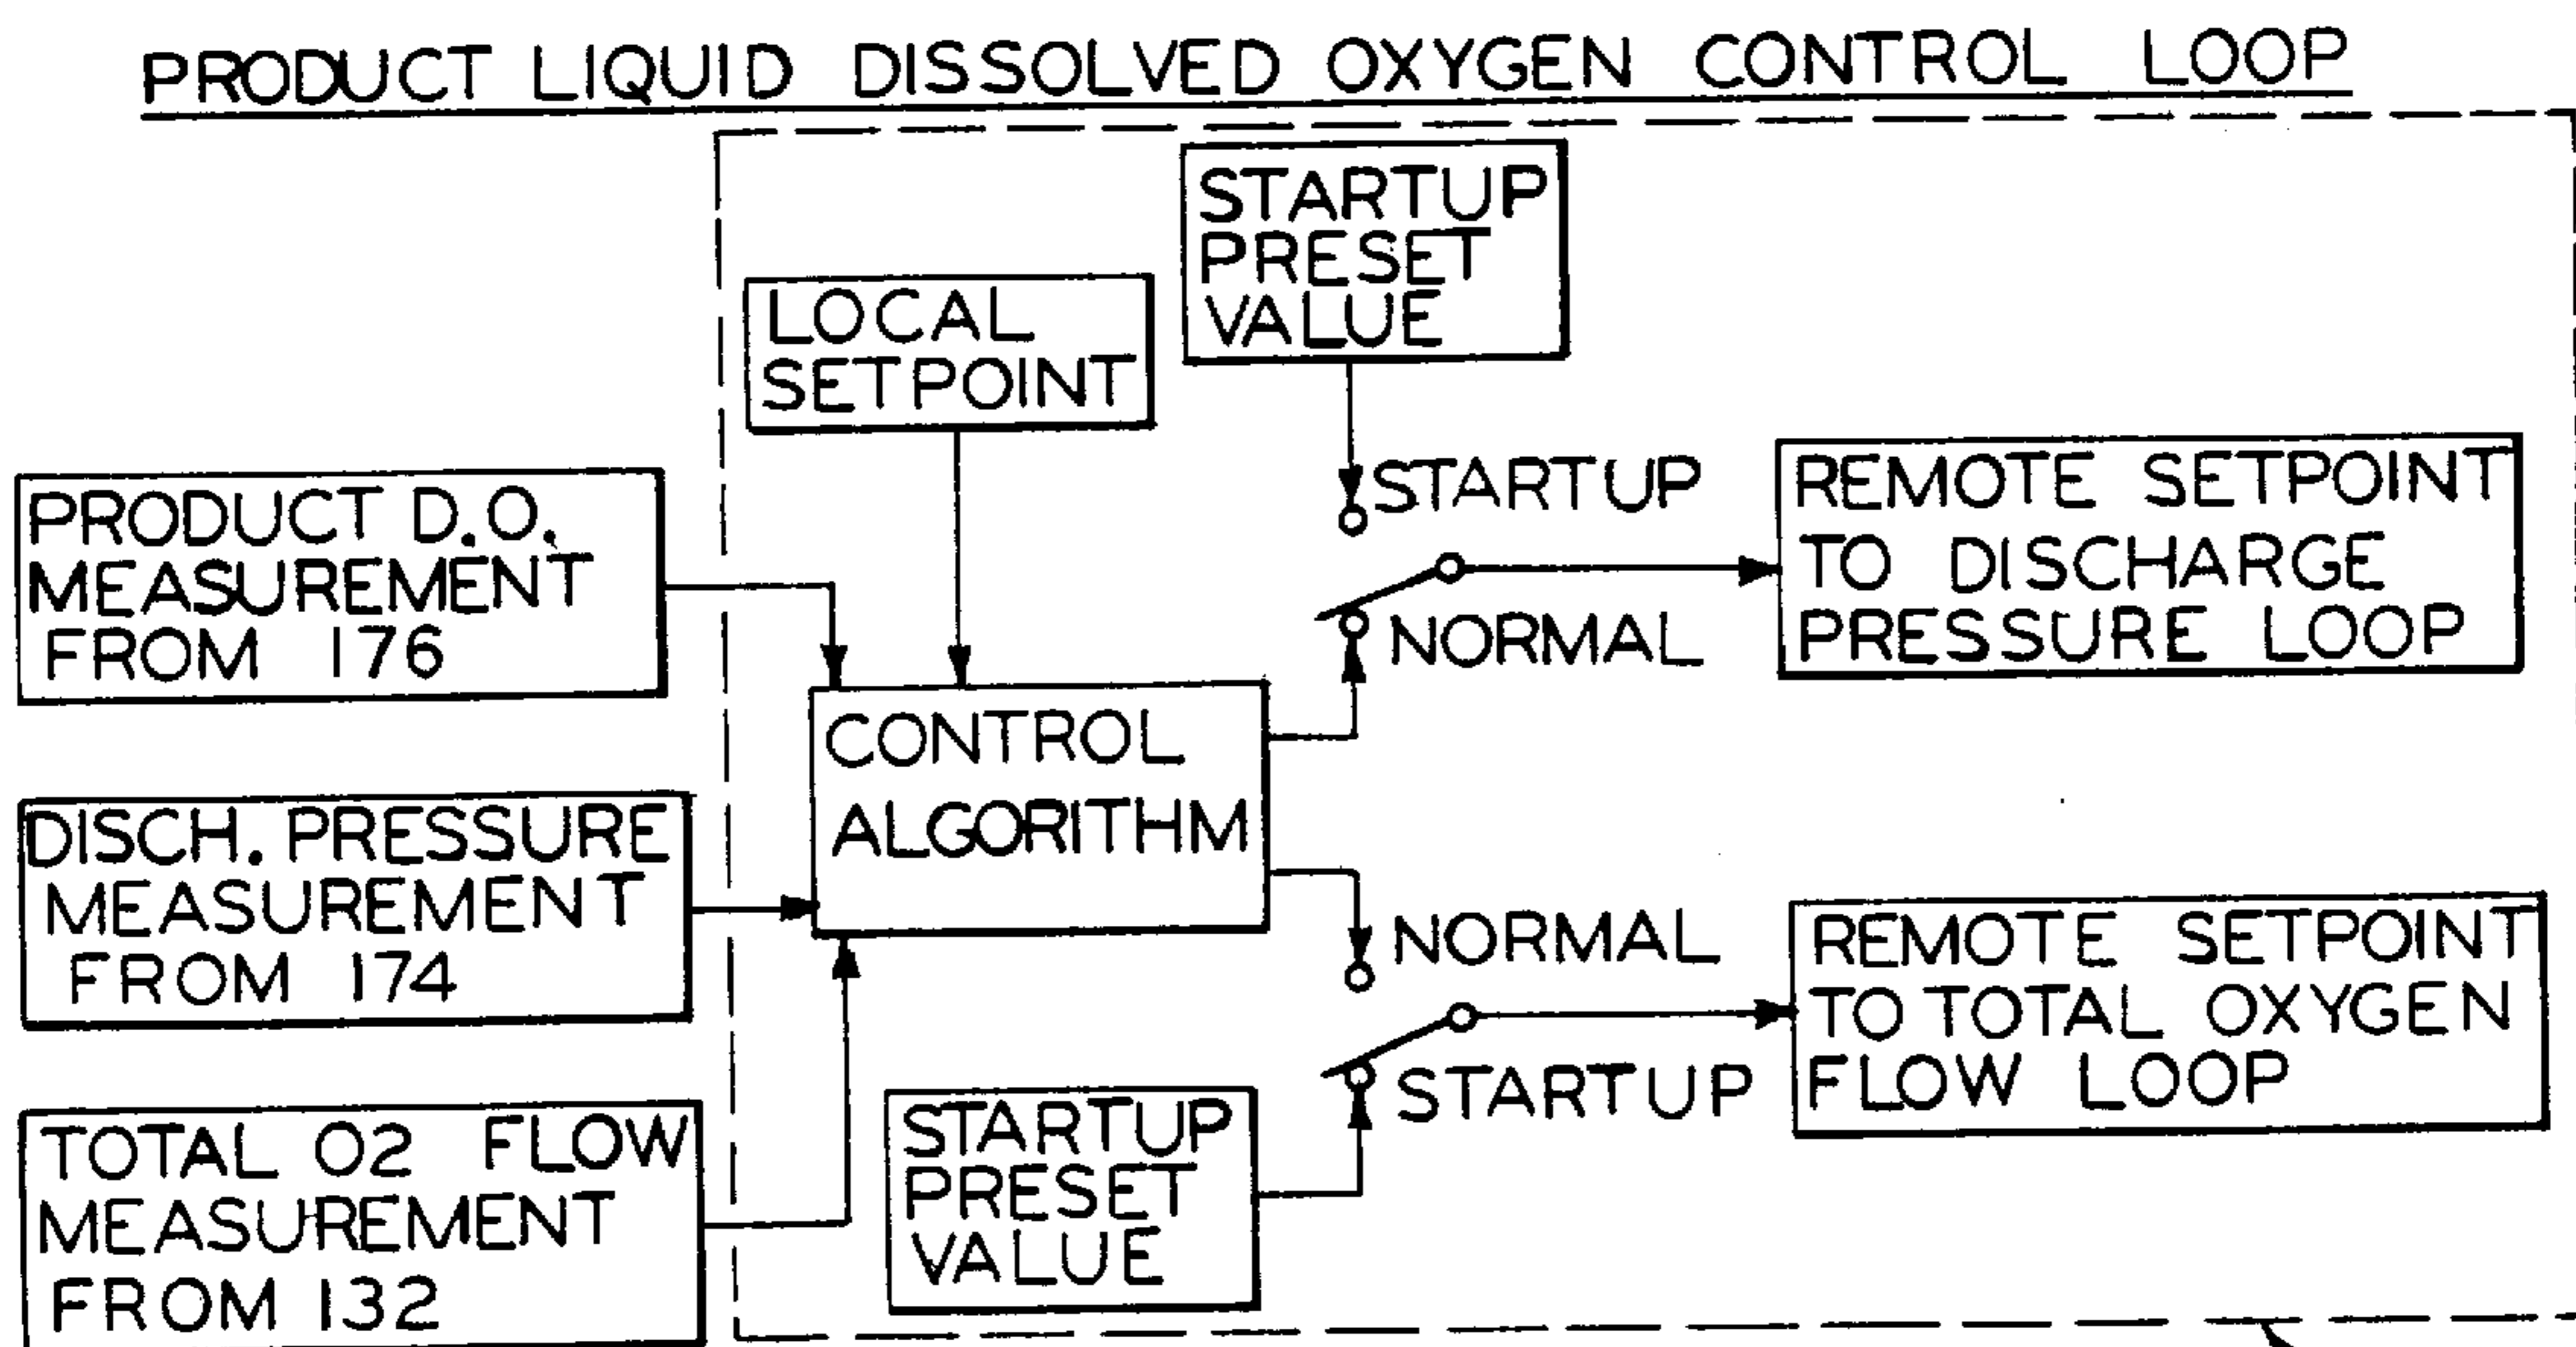 PRODUCT LIQUID DISSOLVED OXYGEN CONTROL LOOP
STARTUP
PRESET
VALUE
LOCAL
SETPOINT
PRODUCT D.O.
MEASUREMENT
FROM 176
STARTUP
NORMAL
REMOTE SETPOINT
TO DISCHARGE
PRESSURE LOOP
CONTROL
ALGORITHM
DISCH. PRESSURE
MEASUREMENT
FROM 174
NORMAL
STARTUP
REMOTE SETPOINT
TO TOTAL OXYGEN
FLOW LOOP
TOTAL O2 FLOW
MEASUREMENT
FROM 132
STARTUP
PRESET
VALUE